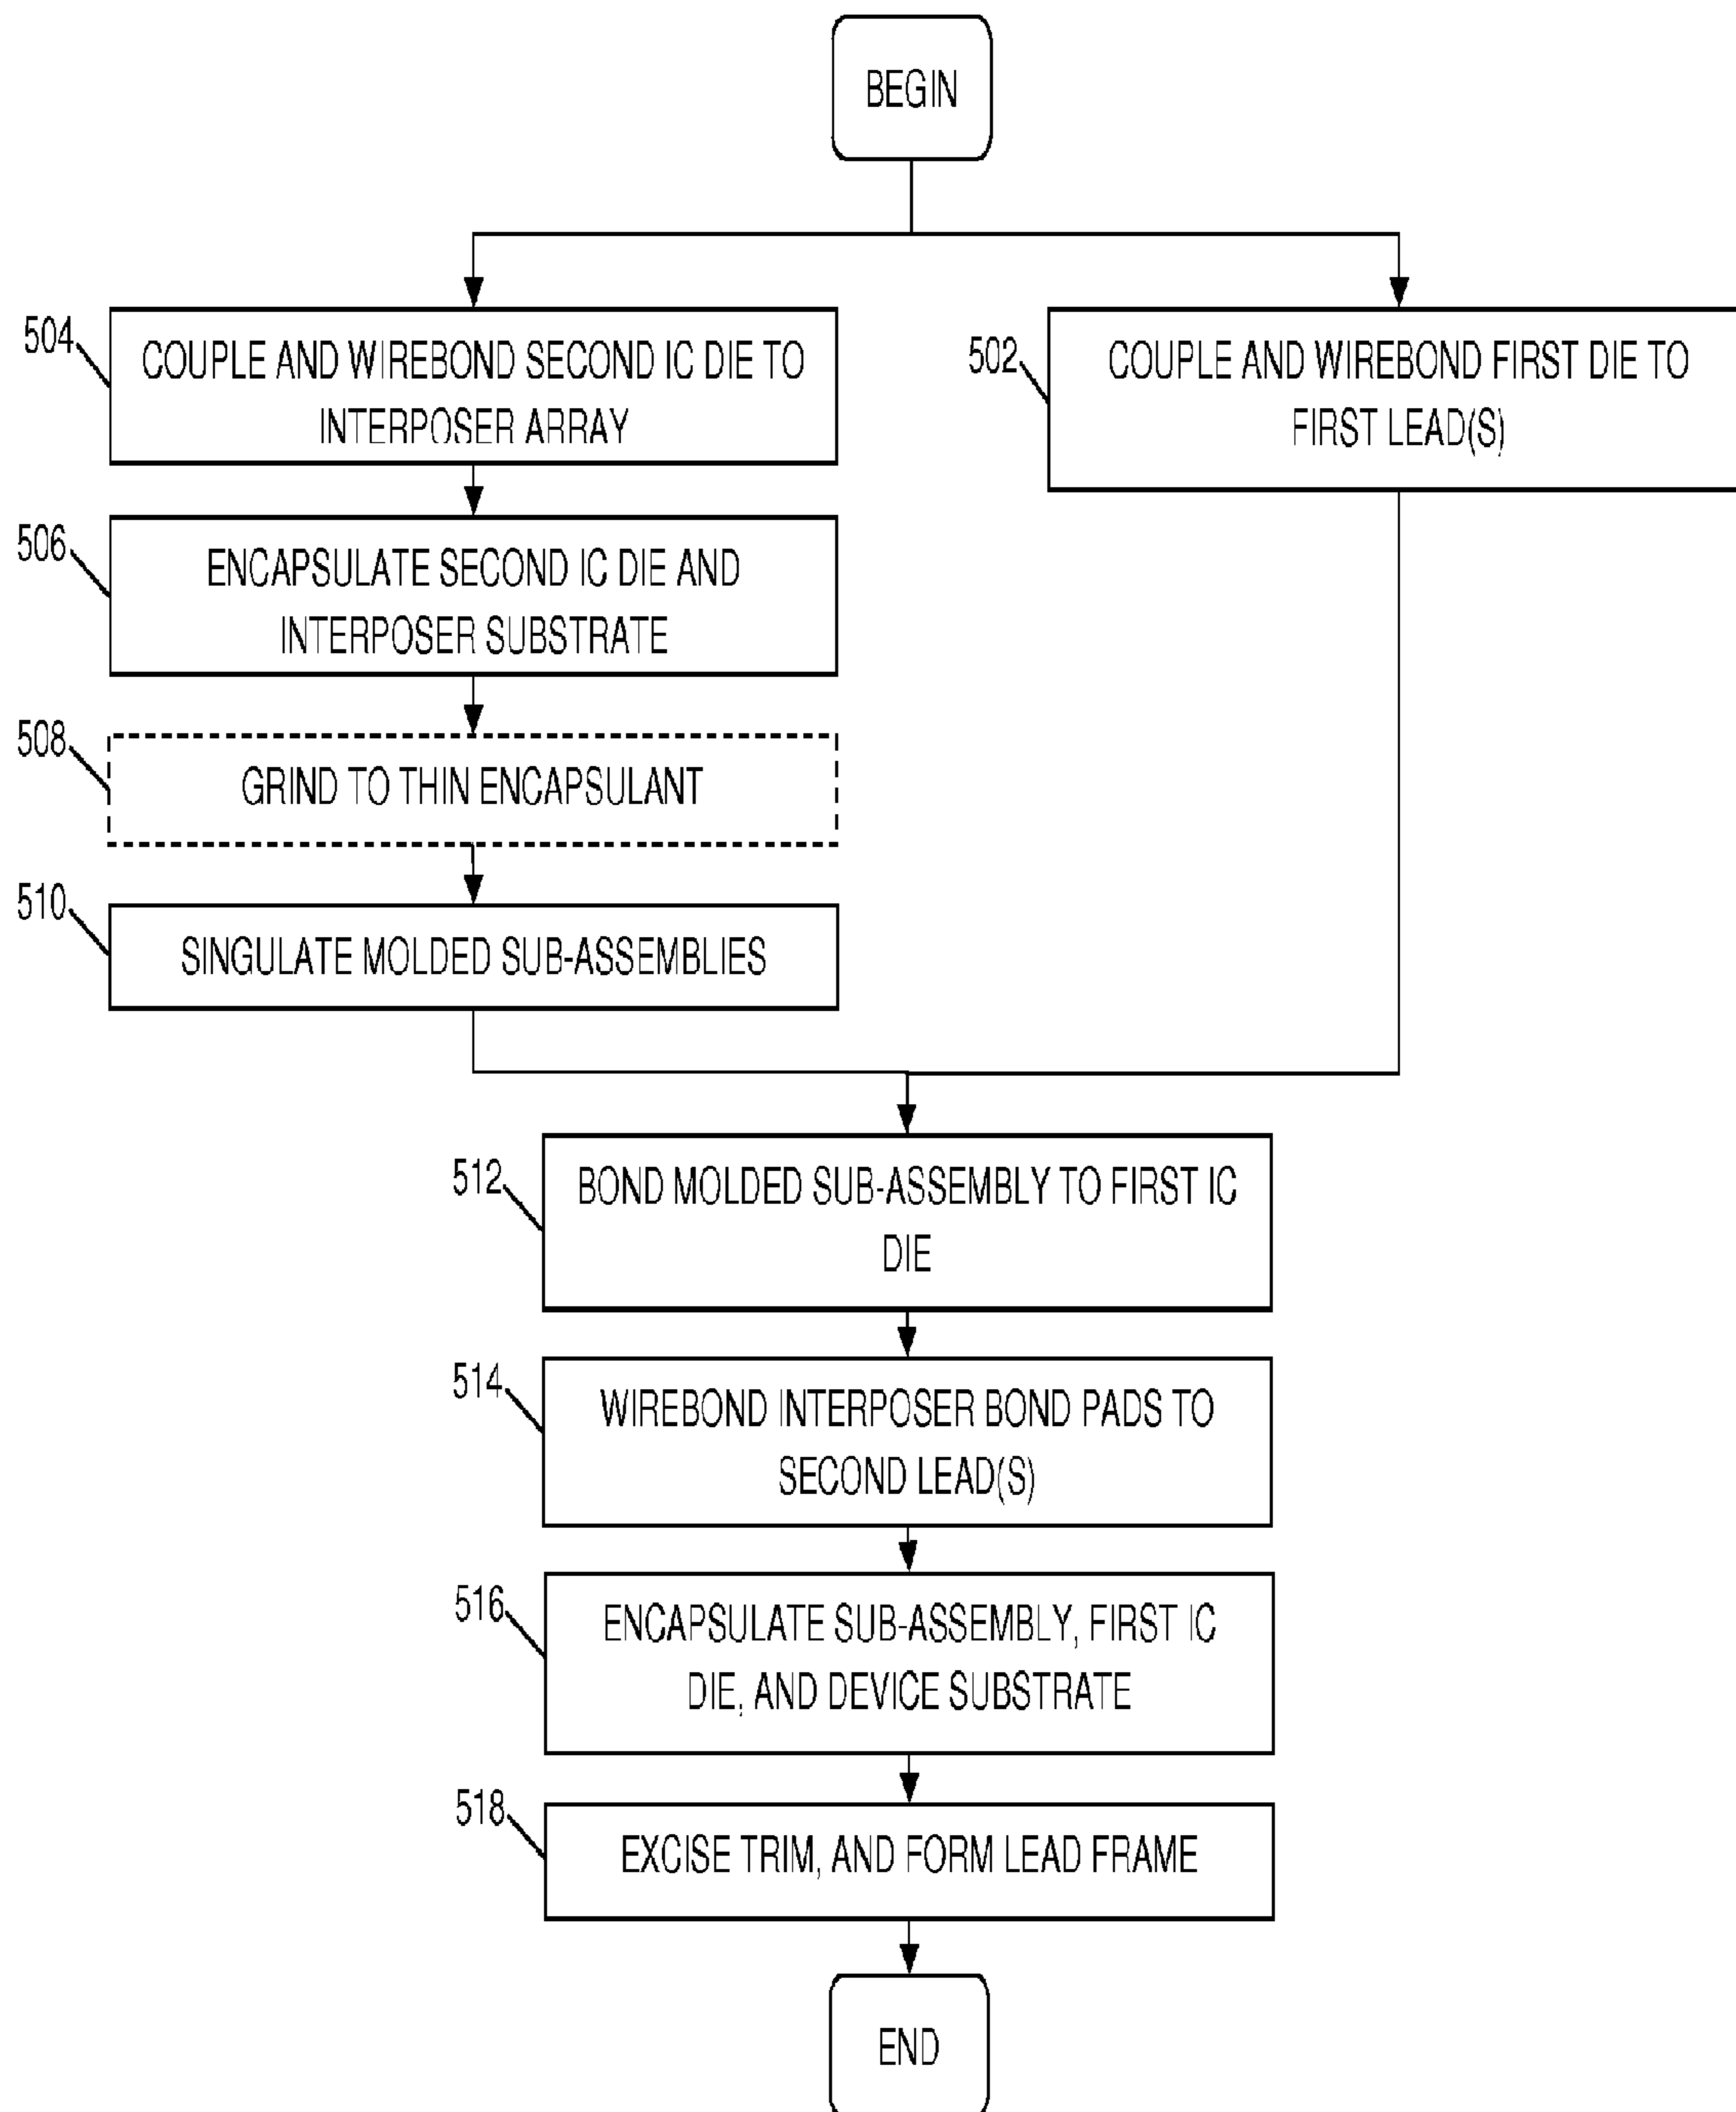 BEGIN
504
COUPLE AND WIREBOND SECOND IC DIE TO
INTERPOSER ARRAY
502
COUPLE AND WIREBOND FIRST DIE TO
FIRST LEAD(S)
506
ENCAPSULATE SECOND IC DIE AND
INTERPOSER SUBSTRATE
508
GRIND TO THIN ENCAPSULANT
510
SINGULATE MOLDED SUB-ASSEMBLIES
512
BOND MOLDED SUB-ASSEMBLY TO FIRST IC
DIE
514
WIREBOND INTERPOSER BOND PADS TO
SECOND LEAD(S)
516
ENCAPSULATE SUB-ASSEMBLY, FIRST IC
DIE, AND DEVICE SUBSTRATE
518
EXCISE TRIM, AND FORM LEAD FRAME
END